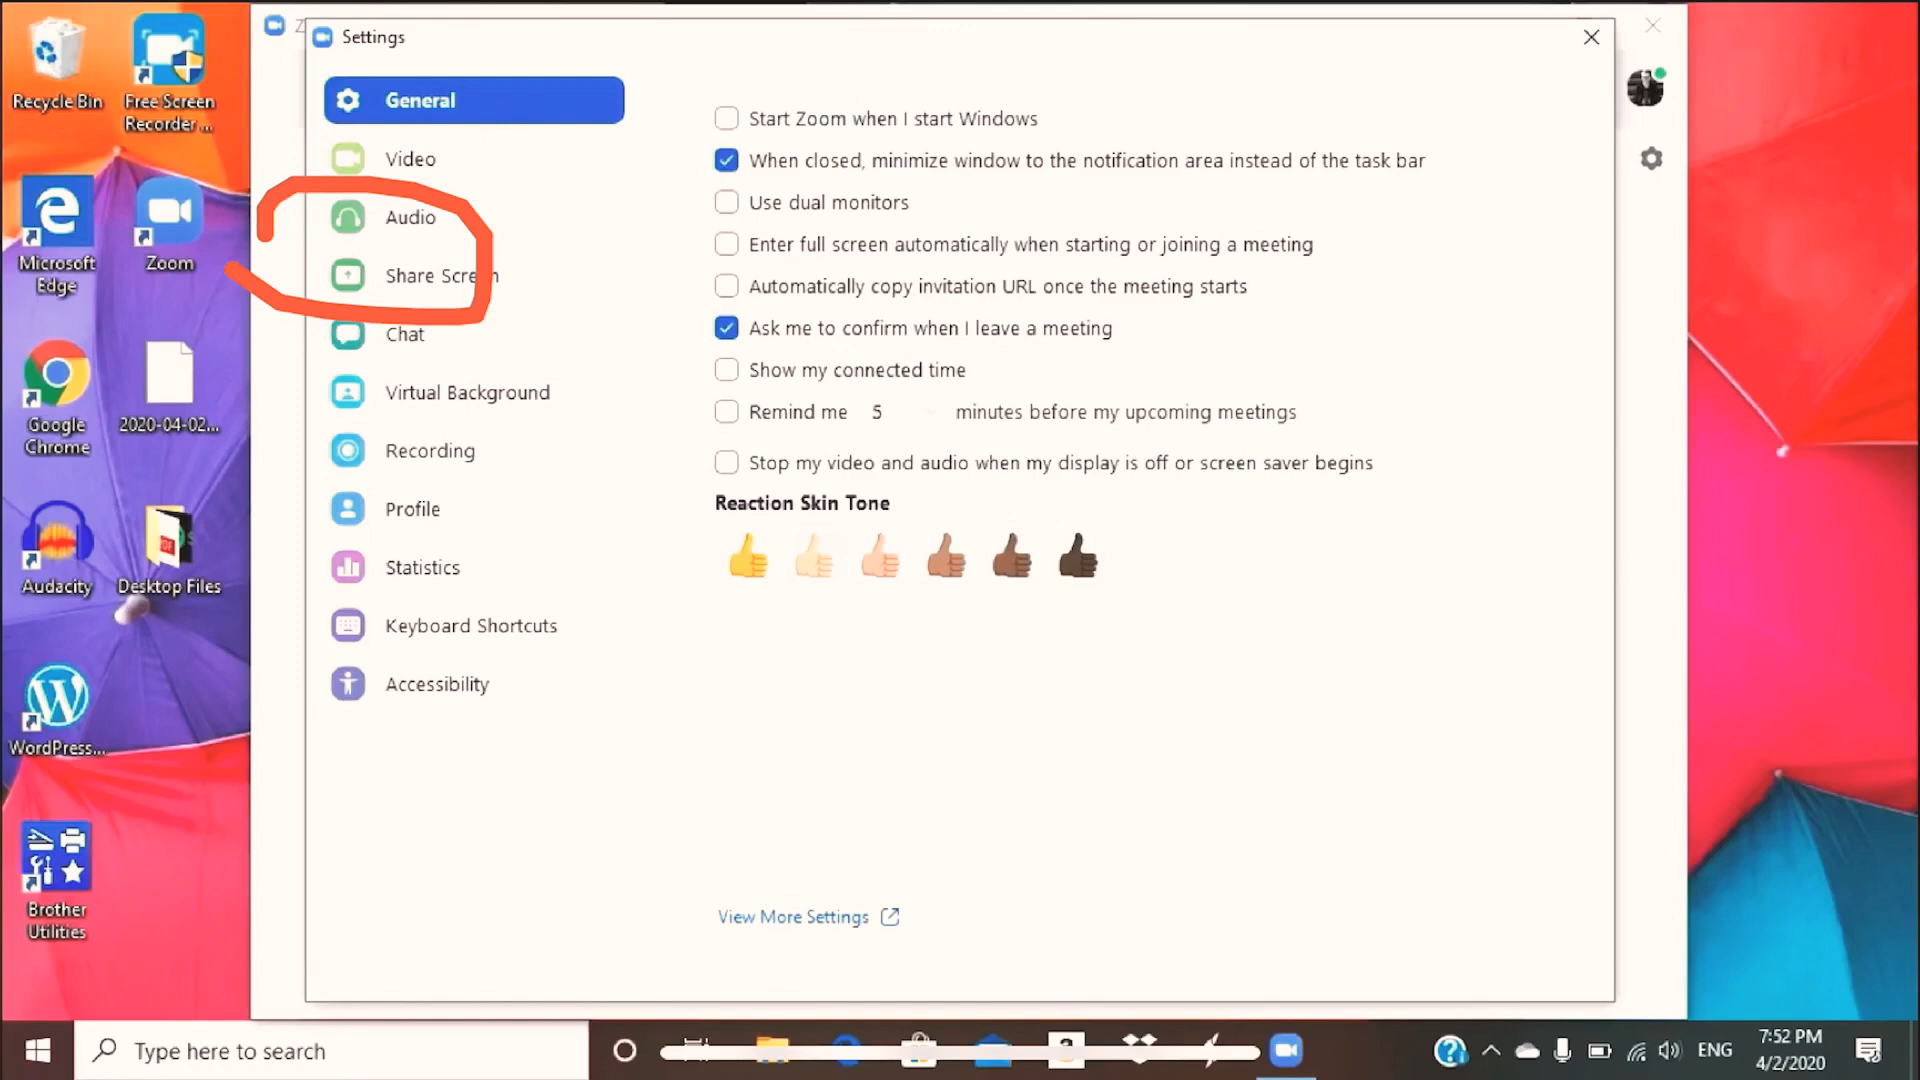 Recycle Bin
Free Screen
Recorder ...
Microsoft
Edge
Zoom
Google
Chrome
2020-04-02...
Audacity
Desktop Files
WordPress...
Brother
Utilities
Z
Settings
General
Video
Audio
Share Screen
Chat
Virtual Background
Recording
Profile
Statistics
Keyboard Shortcuts
Accessibility
Start Zoom when I start Windows
When closed, minimize window to the notification area instead of the task bar
Use dual monitors
Enter full screen automatically when starting or joining a meeting
Automatically copy invitation URL once the meeting starts
Ask me to confirm when I leave a meeting
Show my connected time
Remind me 5 minutes before my upcoming meetings
Stop my video and audio when my display is off or screen saver begins
Reaction Skin Tone
View More Settings
Type here to search
ENG
7:52 PM
4/2/2020